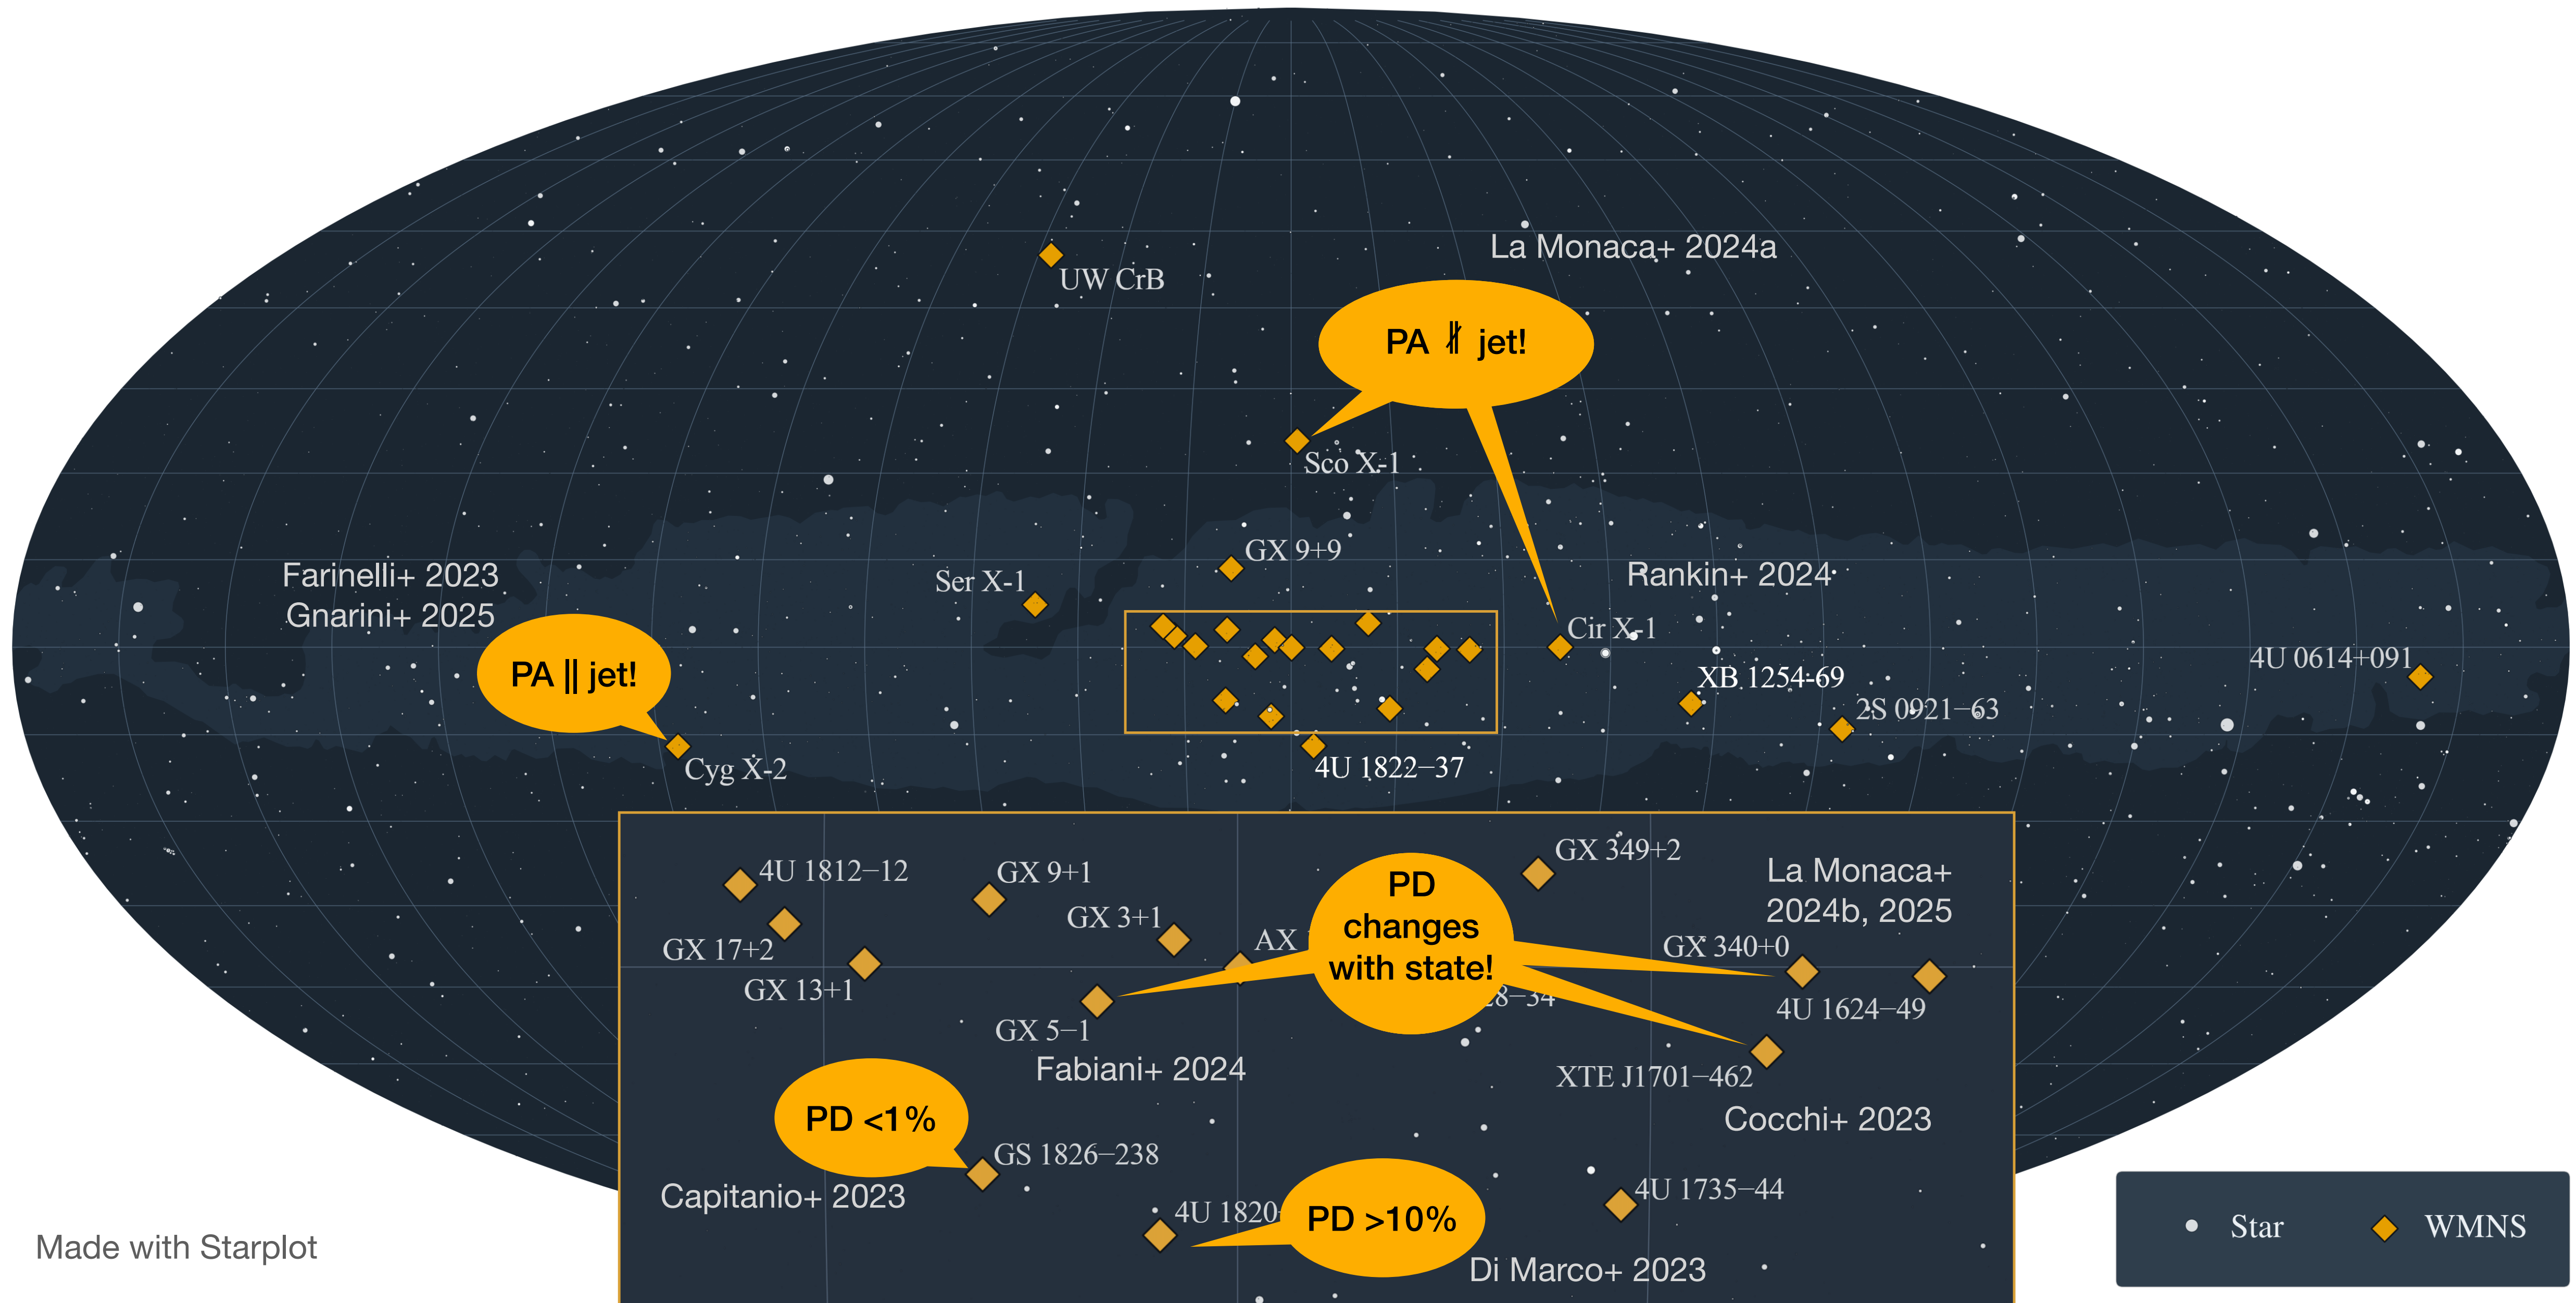 La Monaca+ 2024a
UW CrB
PA ∦ jet!
Sco X-1
GX 9+9
Farinelli+ 2023
Gnarini+ 2025
Ser X-1
Rankin+ 2024
Cir X-1
PA || jet!
4U 0614+091
XB 1254-69
2S 0921−63
Cyg X-2
4U 1822−37
GX 349+2
4U 1812−12
GX 9+1
La Monaca+
2024b, 2025
PD
changes
with state!
GX 3+1
AX
GX 17+2
GX 340+0
GX 13+1
8−34
4U 1624−49
GX 5−1
Fabiani+ 2024
XTE J1701−462
PD <1%
Cocchi+ 2023
GS 1826−238
Capitanio+ 2023
4U 1735−44
4U 1820
PD >10%
Di Marco+ 2023
Made with Starplot
Star
WMNS